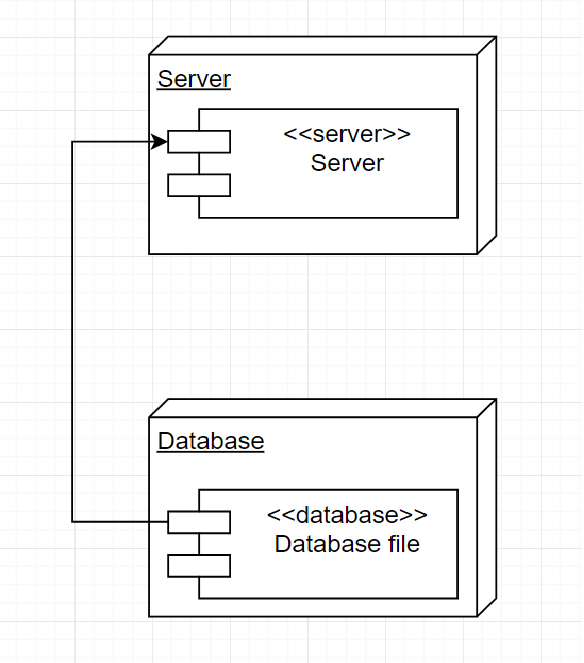 Server
<<server>>
Server
Database
<<database>>
Database file